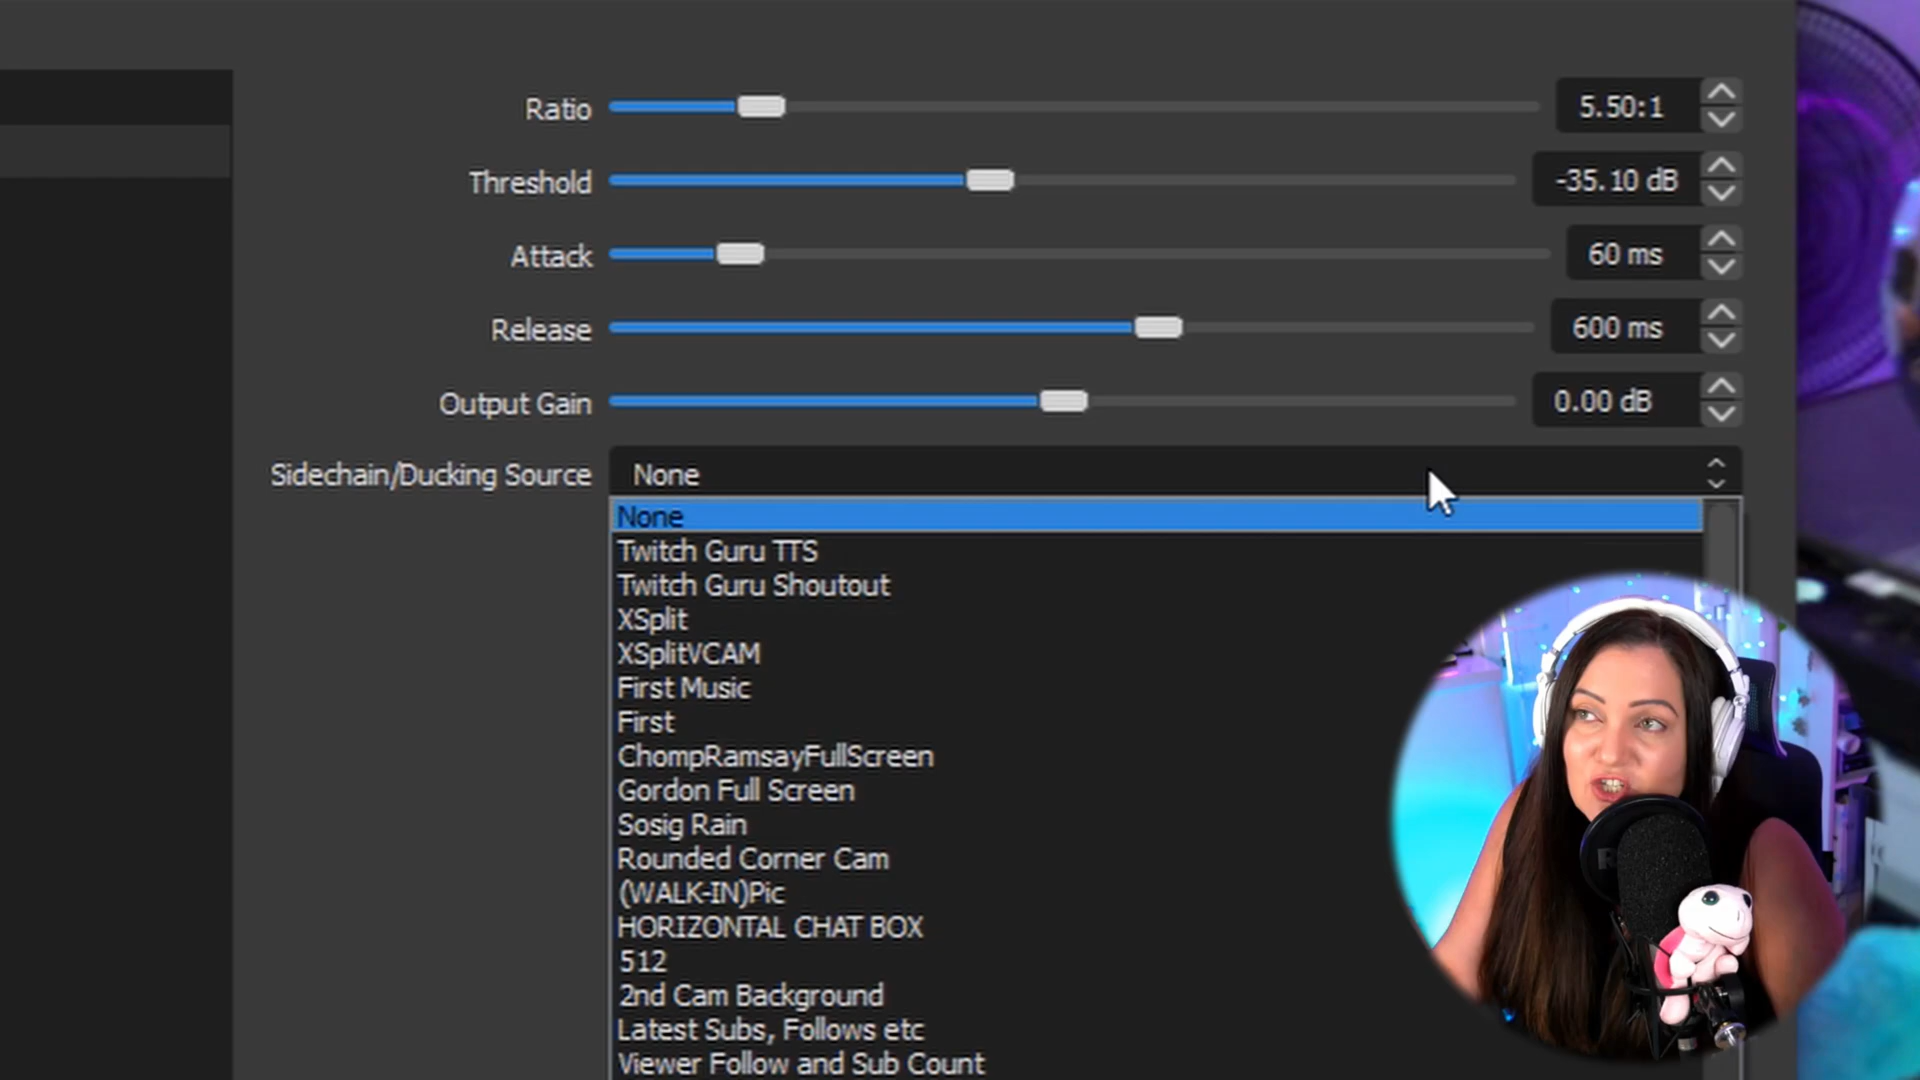 Ratio 5.50:1
Threshold -35.10 dB
Attack 60 ms
Release 600 ms
Output Gain 0.00 dB
Sidechain/Ducking Source None
None
Twitch Guru TTS
Twitch Guru Shoutout
XSplit
XSplitVCAM
First Music
First
ChompRamsayFullScreen
Gordon Full Screen
Sosig Rain
Rounded Corner Cam
(WALK-IN)Pic
HORIZONTAL CHAT BOX
512
2nd Cam Background
Latest Subs, Follows etc
Viewer Follow and Sub Count